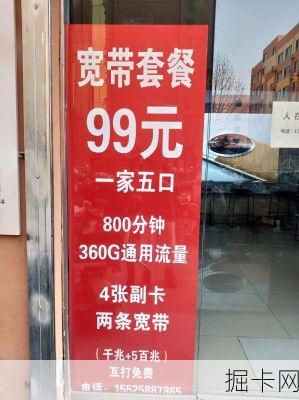 宽带套餐
99元
一家五口
800分钟
360G通用流量
4张副卡
两条宽带
（千兆+5百兆）
互打免费
电话：15525887865
人在
掘卡网